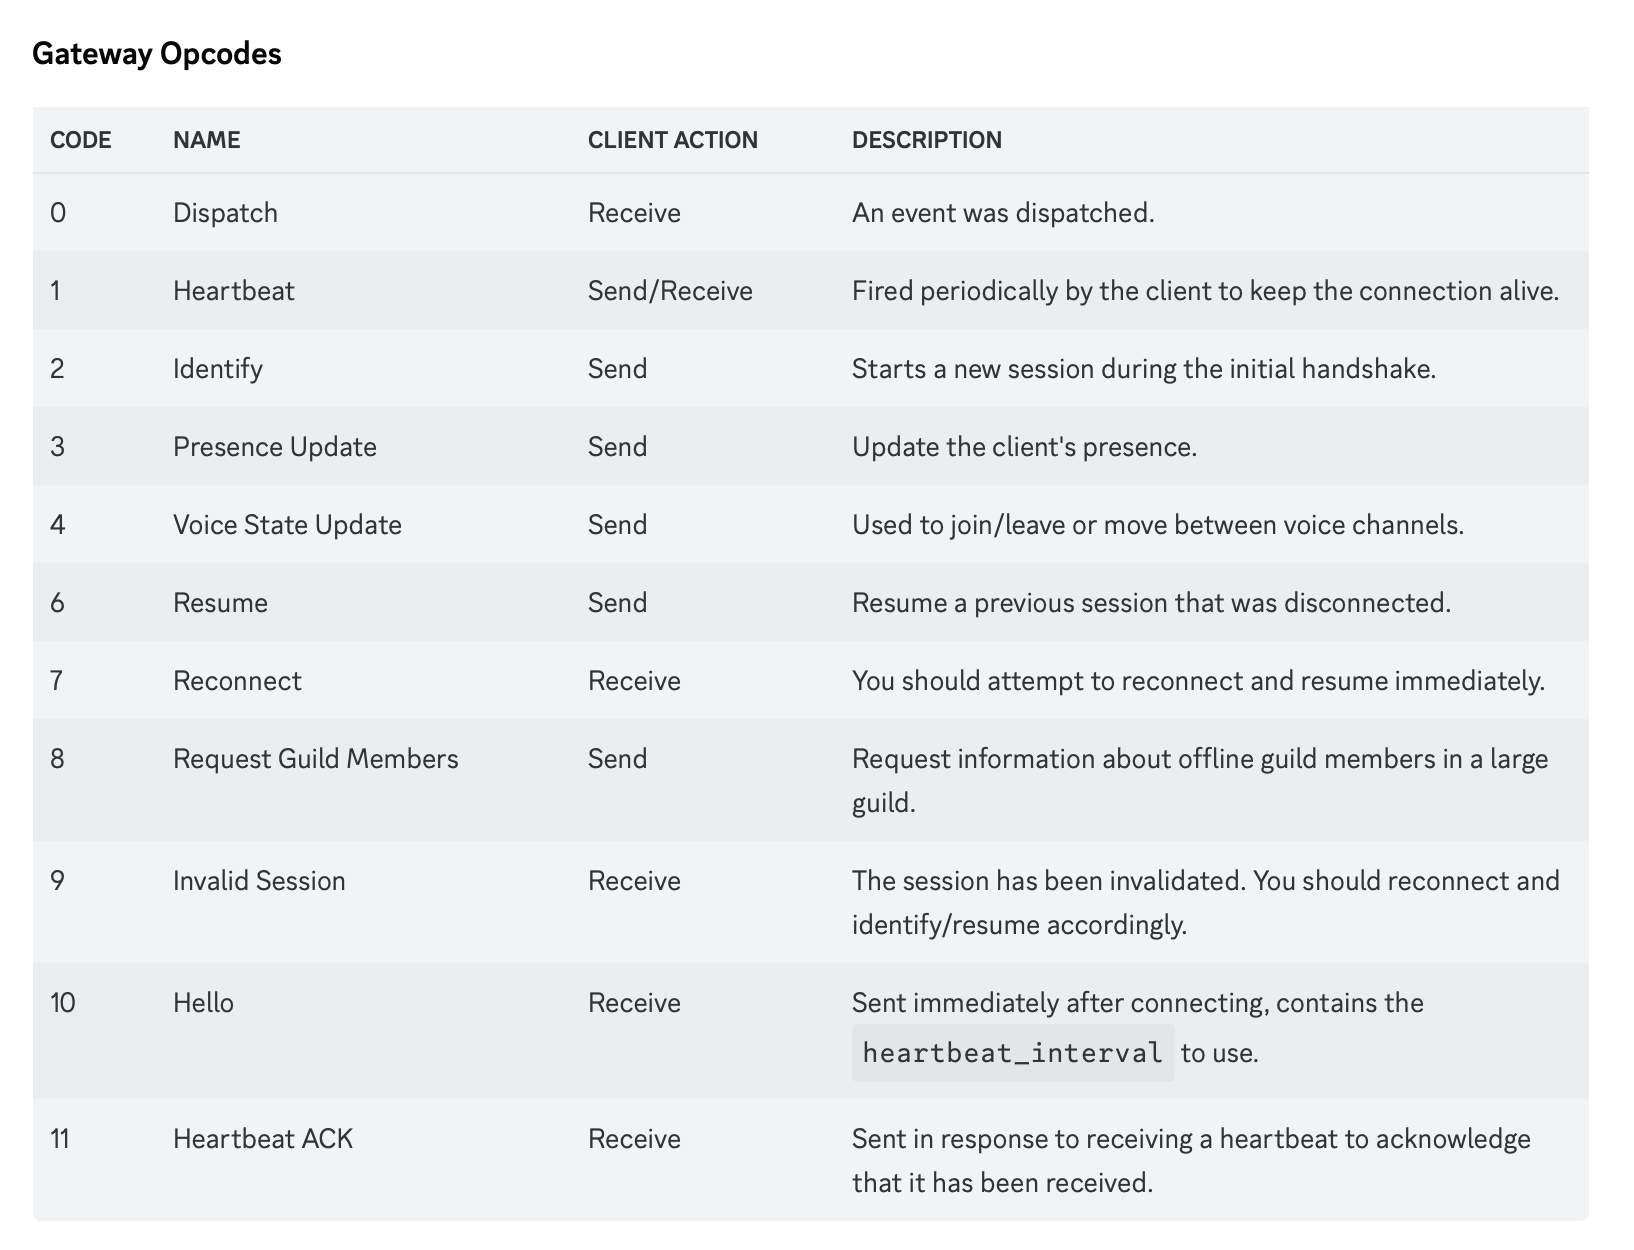 Gateway Opcodes
CODE NAME CLIENT ACTION DESCRIPTION
0 Dispatch Receive An event was dispatched.
1 Heartbeat Send/Receive Fired periodically by the client to keep the connection alive.
2 Identify Send Starts a new session during the initial handshake.
3 Presence Update Send Update the client's presence.
4 Voice State Update Send Used to join/leave or move between voice channels.
6 Resume Send Resume a previous session that was disconnected.
7 Reconnect Receive You should attempt to reconnect and resume immediately.
8 Request Guild Members Send Request information about offline guild members in a large
guild.
9 Invalid Session Receive The session has been invalidated. You should reconnect and
identify/resume accordingly.
10 Hello Receive Sent immediately after connecting, contains the
heartbeat_interval to use.
11 Heartbeat ACK Receive Sent in response to receiving a heartbeat to acknowledge
that it has been received.